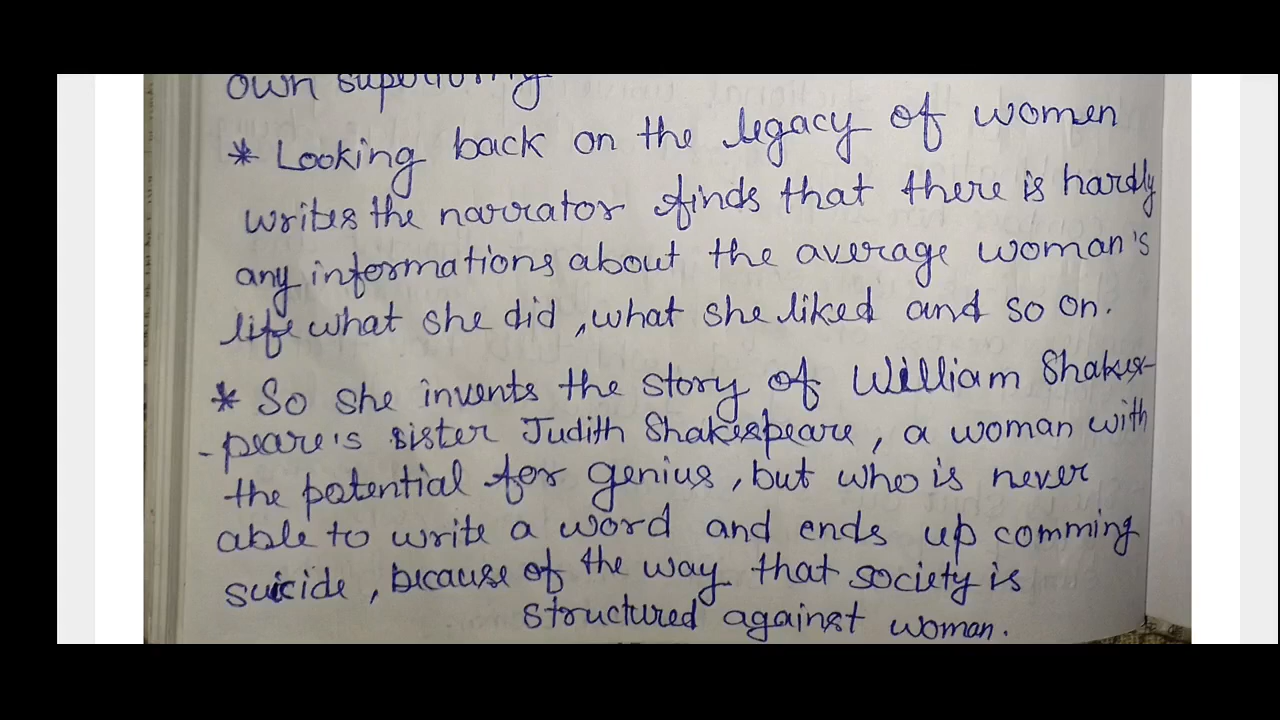 own superiority
* Looking back on the legacy of women
writes the narrator finds that there is hardly
any informations about the average woman's
life what she did, what she liked and so on.
* So she invents the story of William Shakes-
-peare's sister Judith Shakespeare, a woman with
the potential for genius, but who is never
able to write a word and ends up comming
suicide, because of the way that society is
structured against woman.